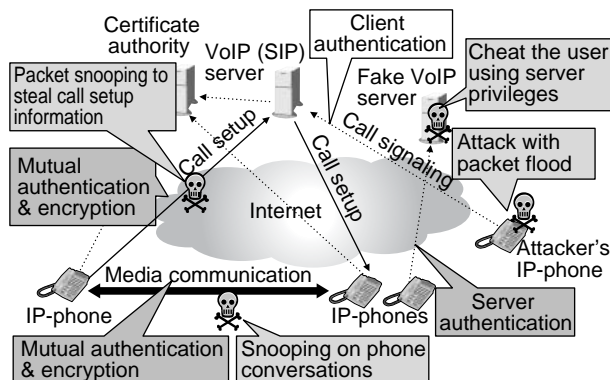 Certificate
authority
VoIP (SIP)
server
Client
authentication
Fake VoIP
server
Cheat the user
using server
privileges
Packet snooping to
steal call setup
information
Call setup
Call setup
Call signaling
Attack with
packet flood
Mutual
authentication
& encryption
Internet
Attacker's
IP-phone
Media communication
IP-phone
IP-phones
Server
authentication
Mutual authentication
& encryption
Snooping on phone
conversations